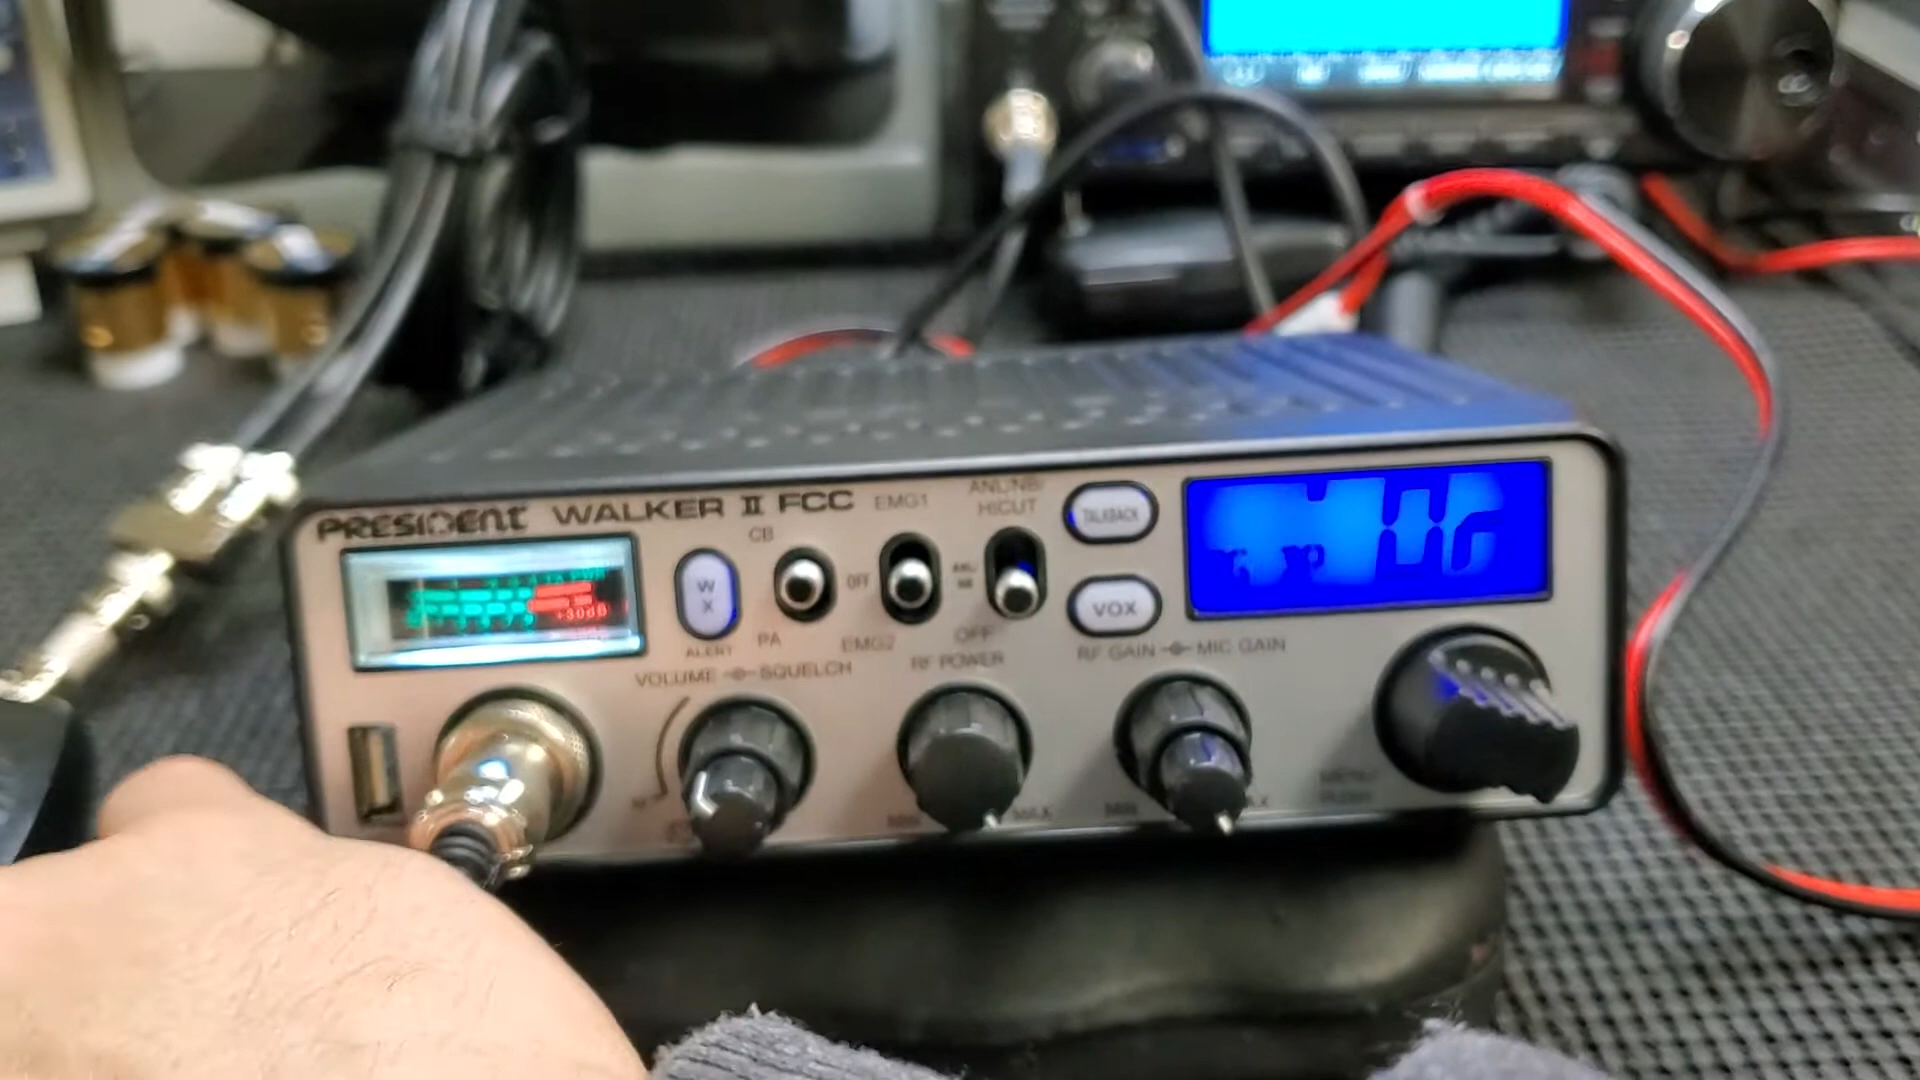 PRESIDENT WALKER II FCC
EMG1
ANL/NB/
HICUT
CB
TALKBACK
W
X
OFF
+30dB
VOX
ALERT
PA
EMG2
OFF
VOLUME SQUELCH
RF POWER
RF GAIN MIC GAIN
MIN
MAX
MIN
MENU